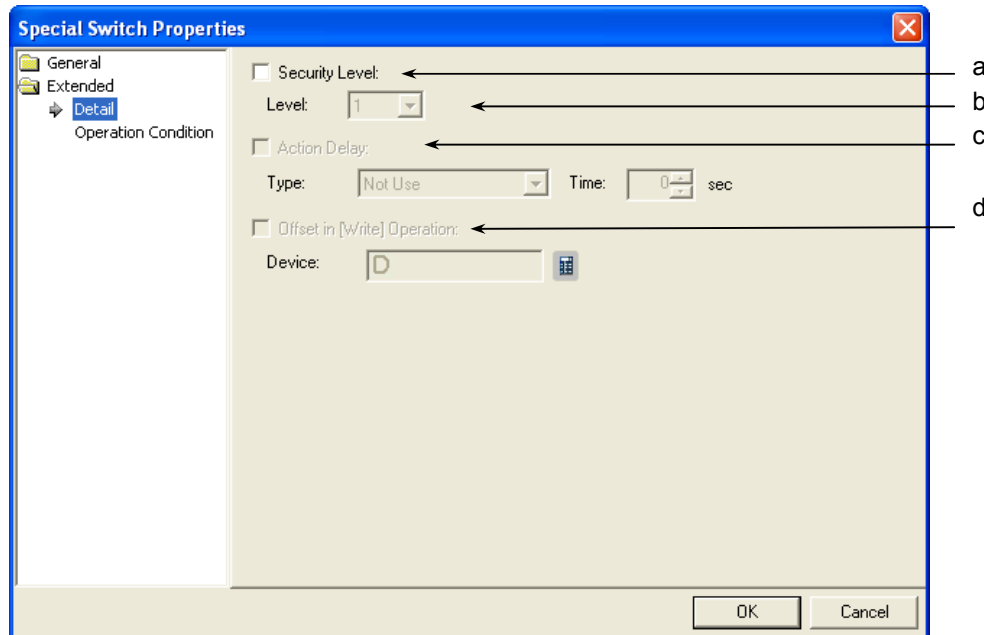 Special Switch Properties
General
Extended
Detail
Operation Condition
Security Level:
a
Level: 1
b
Action Delay:
c
Type: Not Use Time: 0 sec
Offset in [Write] Operation:
d
Device: D
OK Cancel